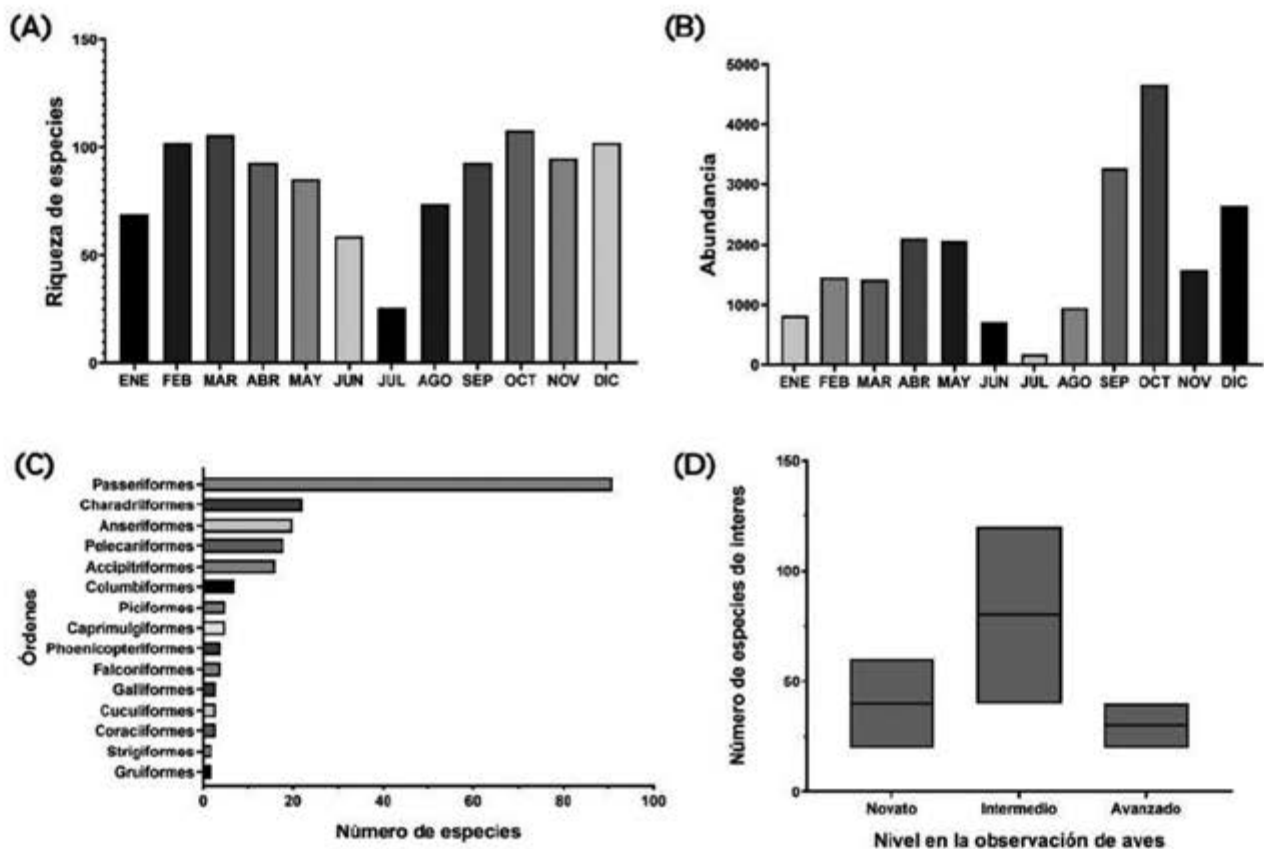 (A)
150
100
50
0
Riqueza de especies
ENE FEB MAR ABR MAY JUN JUL AGO SEP OCT NOV DIC
(B)
5000
4000
3000
2000
1000
0
Abundancia
ENE FEB MAR ABR MAY JUN JUL AGO SEP OCT NOV DIC
(C)
Órdenes
Passeriformes
Charadriiformes
Anseriformes
Pelecaniformes
Accipitriformes
Columbiformes
Piciformes
Caprimulgiformes
Phoenicopteriformes
Falconiformes
Galliformes
Cuculiformes
Coraciiformes
Strigiformes
Gruiformes
0 20 40 60 80 100
Número de especies
(D)
150
100
50
0
Número de especies de interes
Novato Intermedio Avanzado
Nivel en la observación de aves